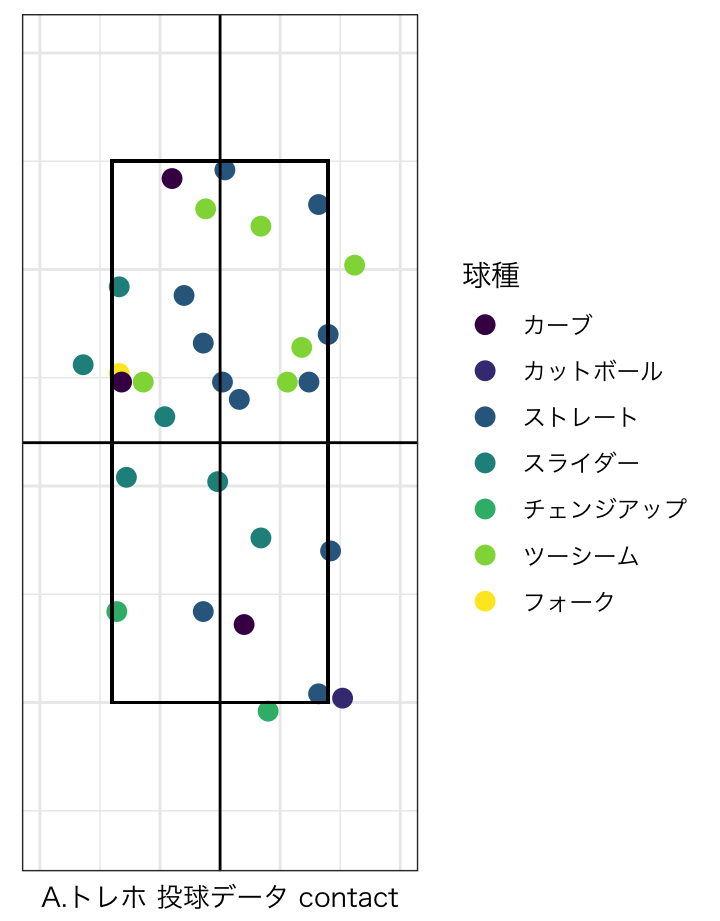 球種
カーブ
カットボール
ストレート
スライダー
チェンジアップ
ツーシーム
フォーク
A.トレホ 投球データ contact